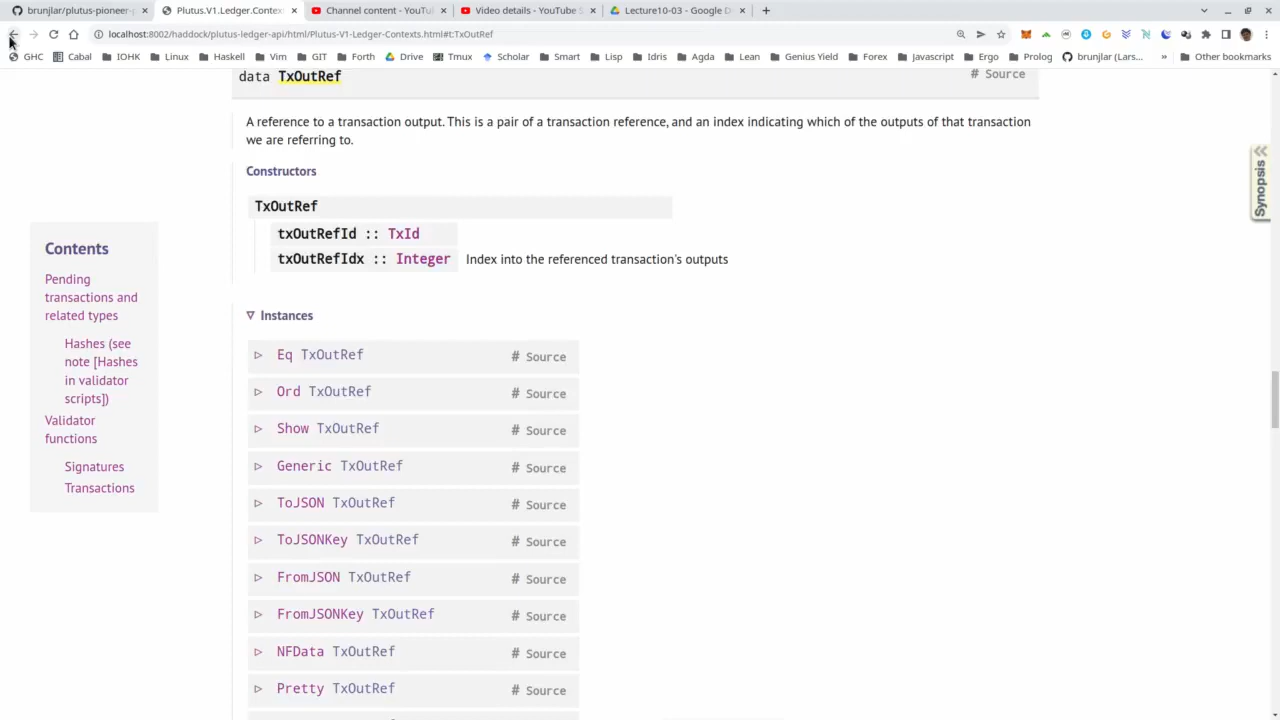 brunjlar/plutus-pioneer-p
Plutus.V1.Ledger.Contex
Channel content - YouTu
Video details - YouTube S
Lecture10-03 - Google D
localhost:8002/haddock/plutus-ledger-api/html/Plutus-V1-Ledger-Contexts.html#t:TxOutRef
GHC Cabal IOHK Linux Haskell Vim GIT Forth Drive Tmux Scholar Smart Lisp Idris Agda Lean Genius Yield Forex Javascript Ergo Prolog brunjlar (Lars... » Other bookmarks
data TxOutRef # Source
A reference to a transaction output. This is a pair of a transaction reference, and an index indicating which of the outputs of that transaction
we are referring to.
Constructors
TxOutRef
txOutRefId :: TxId
txOutRefIdx :: Integer Index into the referenced transaction's outputs
Instances
Eq TxOutRef # Source
Ord TxOutRef # Source
Show TxOutRef # Source
Generic TxOutRef # Source
ToJSON TxOutRef # Source
ToJSONKey TxOutRef # Source
FromJSON TxOutRef # Source
FromJSONKey TxOutRef # Source
NFData TxOutRef # Source
Pretty TxOutRef # Source
Contents
Pending
transactions and
related types
Hashes (see
note [Hashes
in validator
scripts])
Validator
functions
Signatures
Transactions
Synopsis